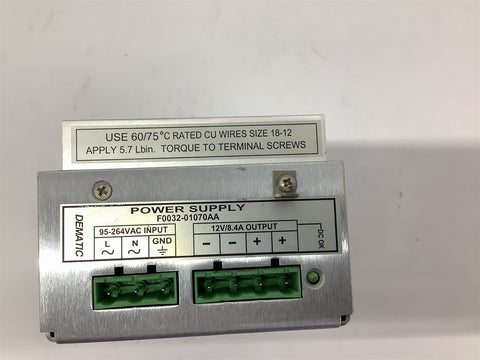 USE 60/75°C RATED CU WIRES SIZE 18-12
APPLY 5.7 Lbin. TORQUE TO TERMINAL SCREWS
POWER SUPPLY
F0032-01070AA
DEMATIC
95-264VAC INPUT
12V/8.4A OUTPUT
L N GND
− − + +
DC OK